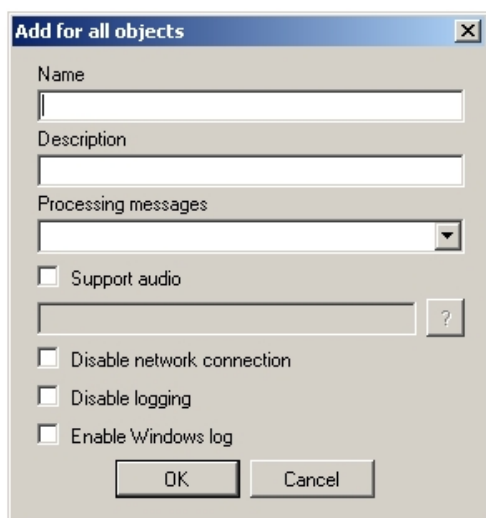 Add for all objects
Name
Description
Processing messages
Support audio
?
Disable network connection
Disable logging
Enable Windows log
OK Cancel